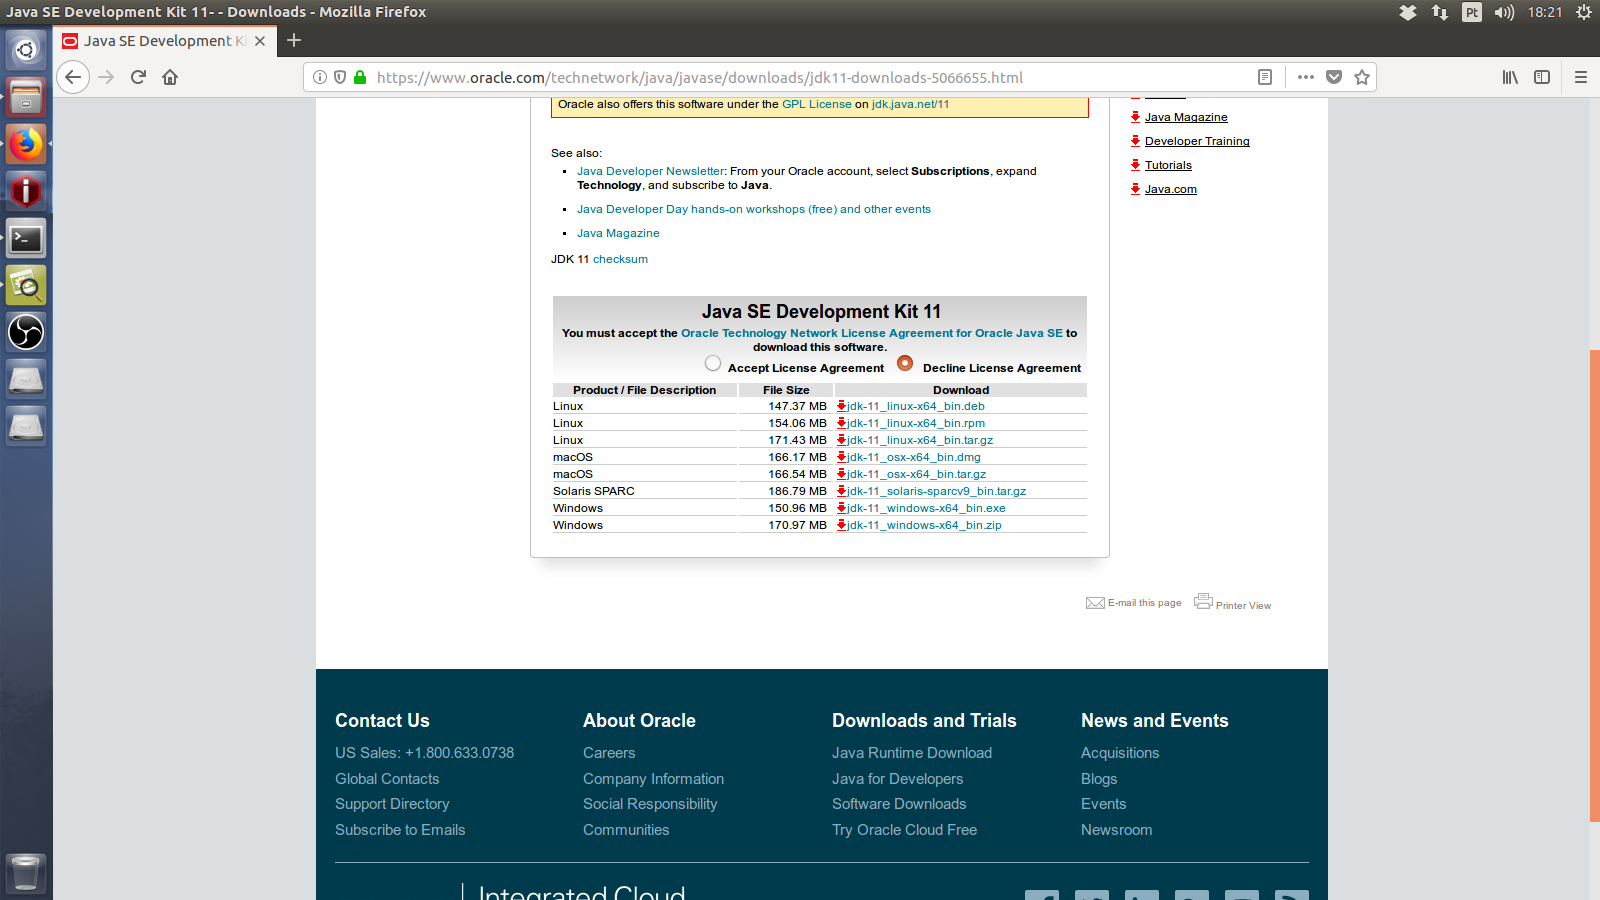 Java SE Development Kit 11- - Downloads - Mozilla Firefox
Pt
18:21
Java SE Development Ki
https://www.oracle.com/technetwork/java/javase/downloads/jdk11-downloads-5066655.html
Oracle also offers this software under the GPL License on jdk.java.net/11
See also:
Java Developer Newsletter: From your Oracle account, select Subscriptions, expand
Technology, and subscribe to Java.
Java Developer Day hands-on workshops (free) and other events
Java Magazine
JDK 11 checksum
Java Magazine
Developer Training
Tutorials
Java.com
Java SE Development Kit 11
You must accept the Oracle Technology Network License Agreement for Oracle Java SE to
download this software.
Accept License Agreement Decline License Agreement
Product / File Description File Size Download
Linux 147.37 MB jdk-11_linux-x64_bin.deb
Linux 154.06 MB jdk-11_linux-x64_bin.rpm
Linux 171.43 MB jdk-11_linux-x64_bin.tar.gz
macOS 166.17 MB jdk-11_osx-x64_bin.dmg
macOS 166.54 MB jdk-11_osx-x64_bin.tar.gz
Solaris SPARC 186.79 MB jdk-11_solaris-sparcv9_bin.tar.gz
Windows 150.96 MB jdk-11_windows-x64_bin.exe
Windows 170.97 MB jdk-11_windows-x64_bin.zip
E-mail this page Printer View
Contact Us
US Sales: +1.800.633.0738
Global Contacts
Support Directory
Subscribe to Emails
About Oracle
Careers
Company Information
Social Responsibility
Communities
Downloads and Trials
Java Runtime Download
Java for Developers
Software Downloads
Try Oracle Cloud Free
News and Events
Acquisitions
Blogs
Events
Newsroom
Integrated Cloud